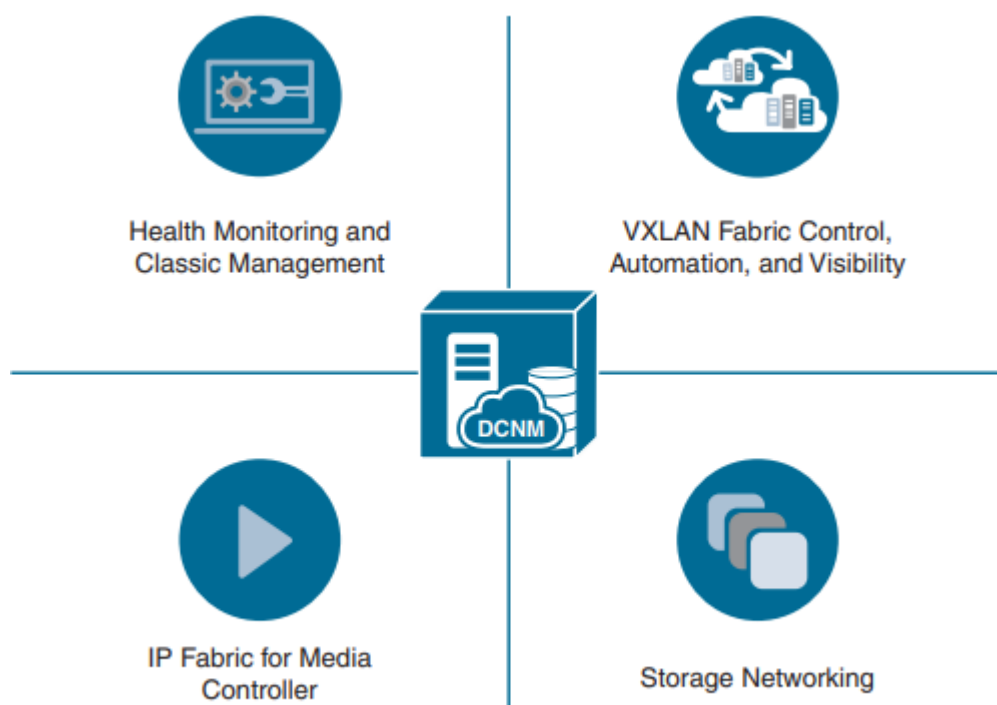 Health Monitoring and
Classic Management
VXLAN Fabric Control,
Automation, and Visibility
DCNM
IP Fabric for Media
Controller
Storage Networking